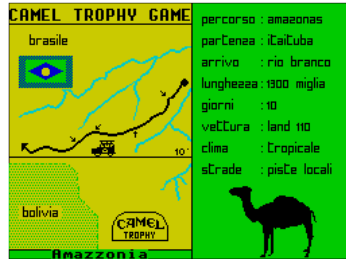 CAMEL TROPHY GAME
brasile
10'
bolivia
CAMEL
TROPHY
Amazzonia
percorso : amazonas
partenza : itaituba
arrivo : rio branco
lunghezza : 1300 miglia
giorni : 10
vettura : land 110
clima : tropicale
strade : piste locali